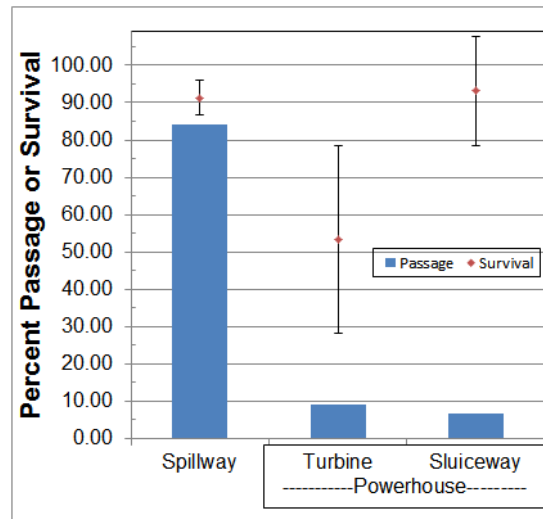 Percent Passage or Survival
100.00
90.00
80.00
70.00
60.00
50.00
40.00
30.00
20.00
10.00
0.00
Passage Survival
Spillway Turbine Sluiceway
-----------Powerhouse---------